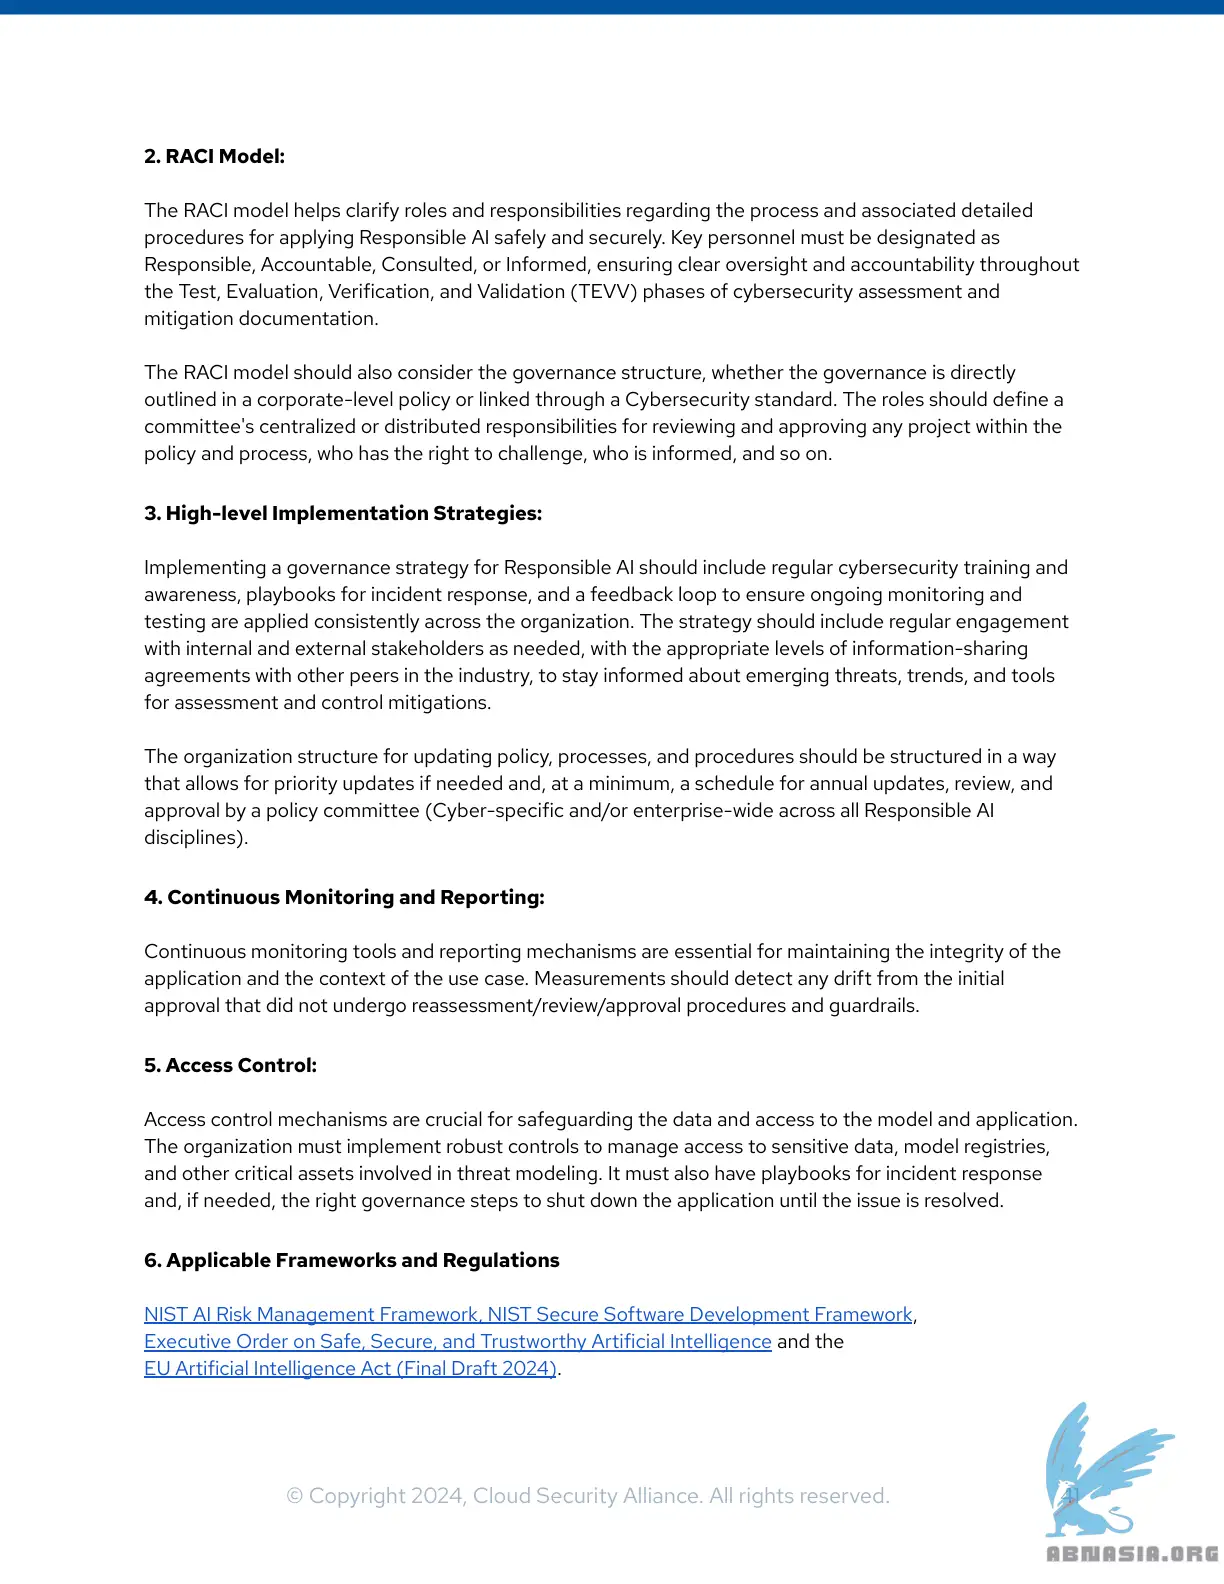 2. RACI Model:
The RACI model helps clarify roles and responsibilities regarding the process and associated detailed
procedures for applying Responsible AI safely and securely. Key personnel must be designated as
Responsible, Accountable, Consulted, or Informed, ensuring clear oversight and accountability throughout
the Test, Evaluation, Verification, and Validation (TEVV) phases of cybersecurity assessment and
mitigation documentation.
The RACI model should also consider the governance structure, whether the governance is directly
outlined in a corporate-level policy or linked through a Cybersecurity standard. The roles should define a
committee's centralized or distributed responsibilities for reviewing and approving any project within the
policy and process, who has the right to challenge, who is informed, and so on.
3. High-level Implementation Strategies:
Implementing a governance strategy for Responsible AI should include regular cybersecurity training and
awareness, playbooks for incident response, and a feedback loop to ensure ongoing monitoring and
testing are applied consistently across the organization. The strategy should include regular engagement
with internal and external stakeholders as needed, with the appropriate levels of information-sharing
agreements with other peers in the industry, to stay informed about emerging threats, trends, and tools
for assessment and control mitigations.
The organization structure for updating policy, processes, and procedures should be structured in a way
that allows for priority updates if needed and, at a minimum, a schedule for annual updates, review, and
approval by a policy committee (Cyber-specific and/or enterprise-wide across all Responsible AI
disciplines).
4. Continuous Monitoring and Reporting:
Continuous monitoring tools and reporting mechanisms are essential for maintaining the integrity of the
application and the context of the use case. Measurements should detect any drift from the initial
approval that did not undergo reassessment/review/approval procedures and guardrails.
5. Access Control:
Access control mechanisms are crucial for safeguarding the data and access to the model and application.
The organization must implement robust controls to manage access to sensitive data, model registries,
and other critical assets involved in threat modeling. It must also have playbooks for incident response
and, if needed, the right governance steps to shut down the application until the issue is resolved.
6. Applicable Frameworks and Regulations
NIST AI Risk Management Framework, NIST Secure Software Development Framework,
Executive Order on Safe, Secure, and Trustworthy Artificial Intelligence and the
EU Artificial Intelligence Act (Final Draft 2024).
© Copyright 2024, Cloud Security Alliance. All rights reserved.
41
ABNASIA.ORG